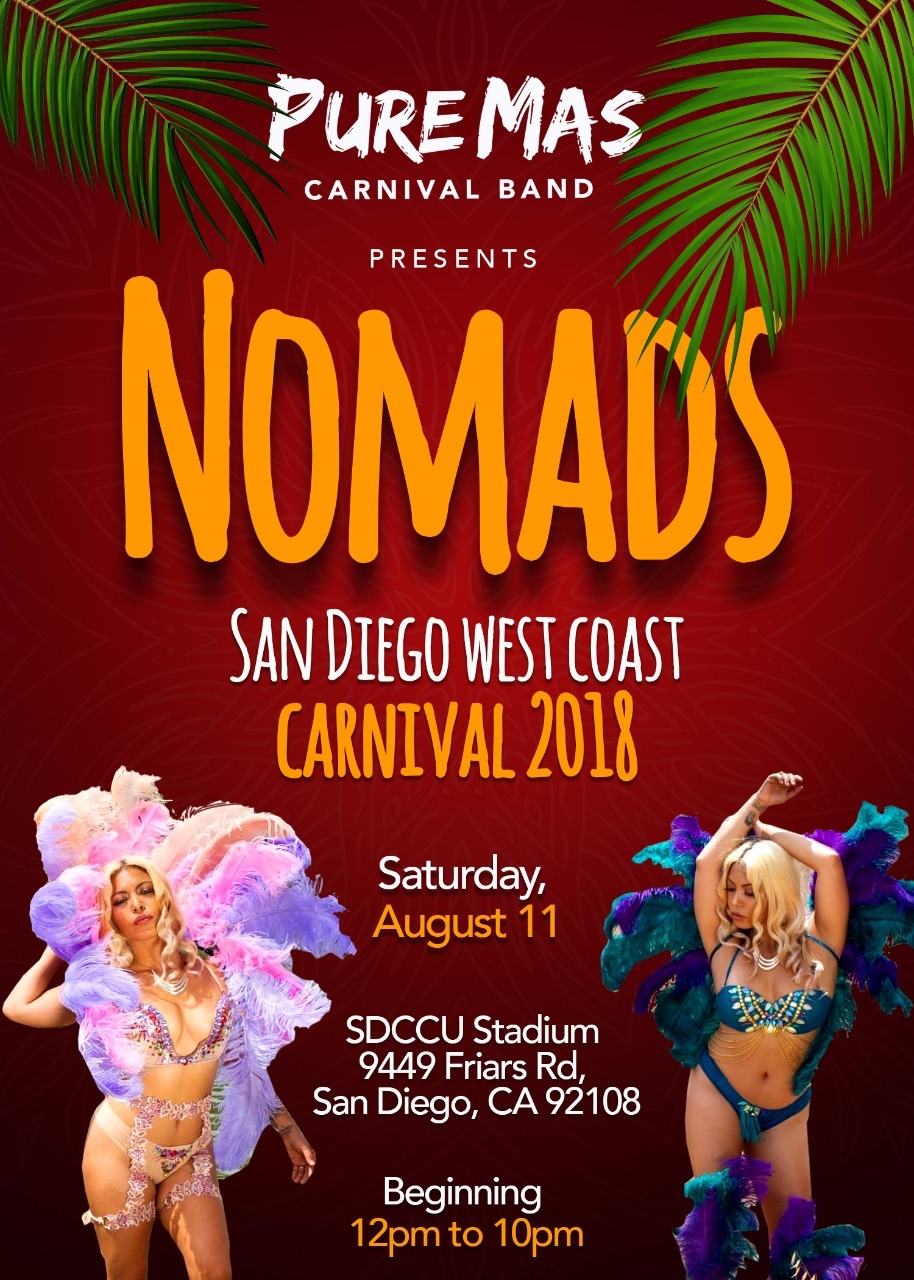 PURE MAS
CARNIVAL BAND
PRESENTS
NOMADS
SAN DIEGO WEST COAST
CARNIVAL 2018
Saturday,
August 11
SDCCU Stadium
9449 Friars Rd,
San Diego, CA 92108
Beginning
12pm to 10pm